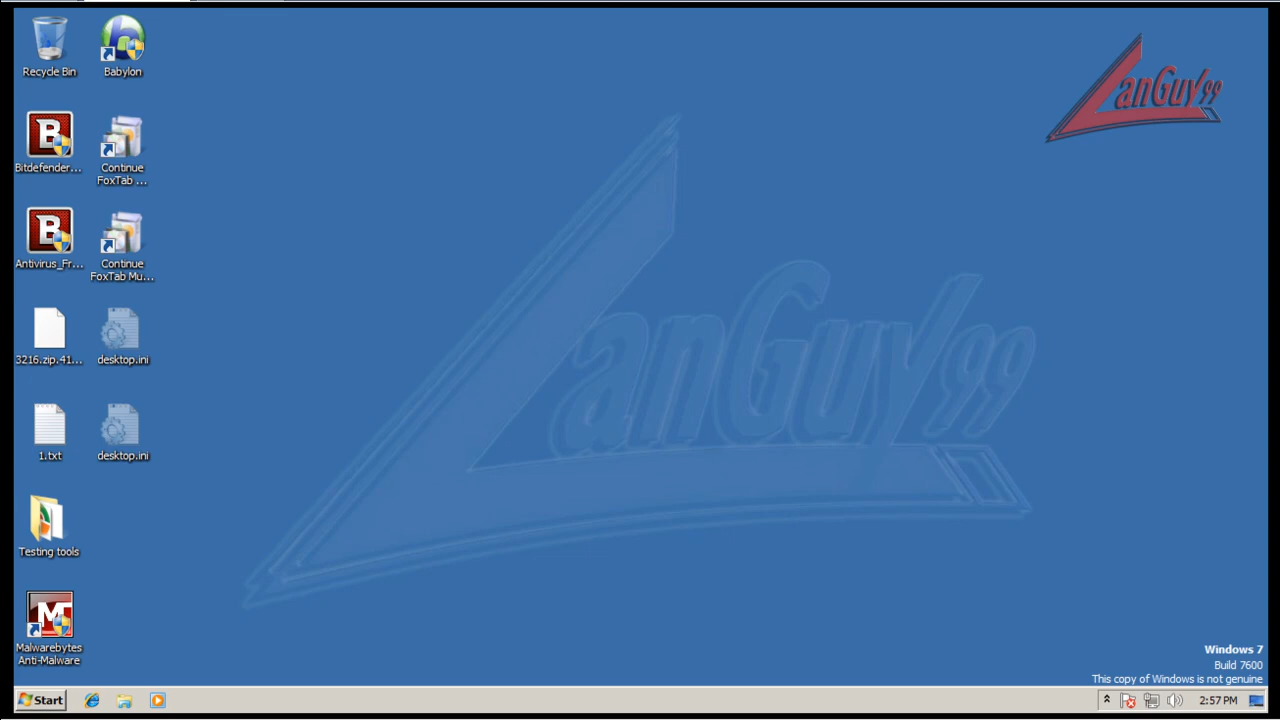 Recycle Bin
Babylon
LanGuy99
Bitdefender...
Continue
FoxTab ...
Antivirus_Fr...
Continue
FoxTab Mu...
LanGuy99
3216.zip.41...
desktop.ini
1.txt
desktop.ini
Testing tools
Malwarebytes
Anti-Malware
Windows 7
Build 7600
This copy of Windows is not genuine
Start
2:57 PM